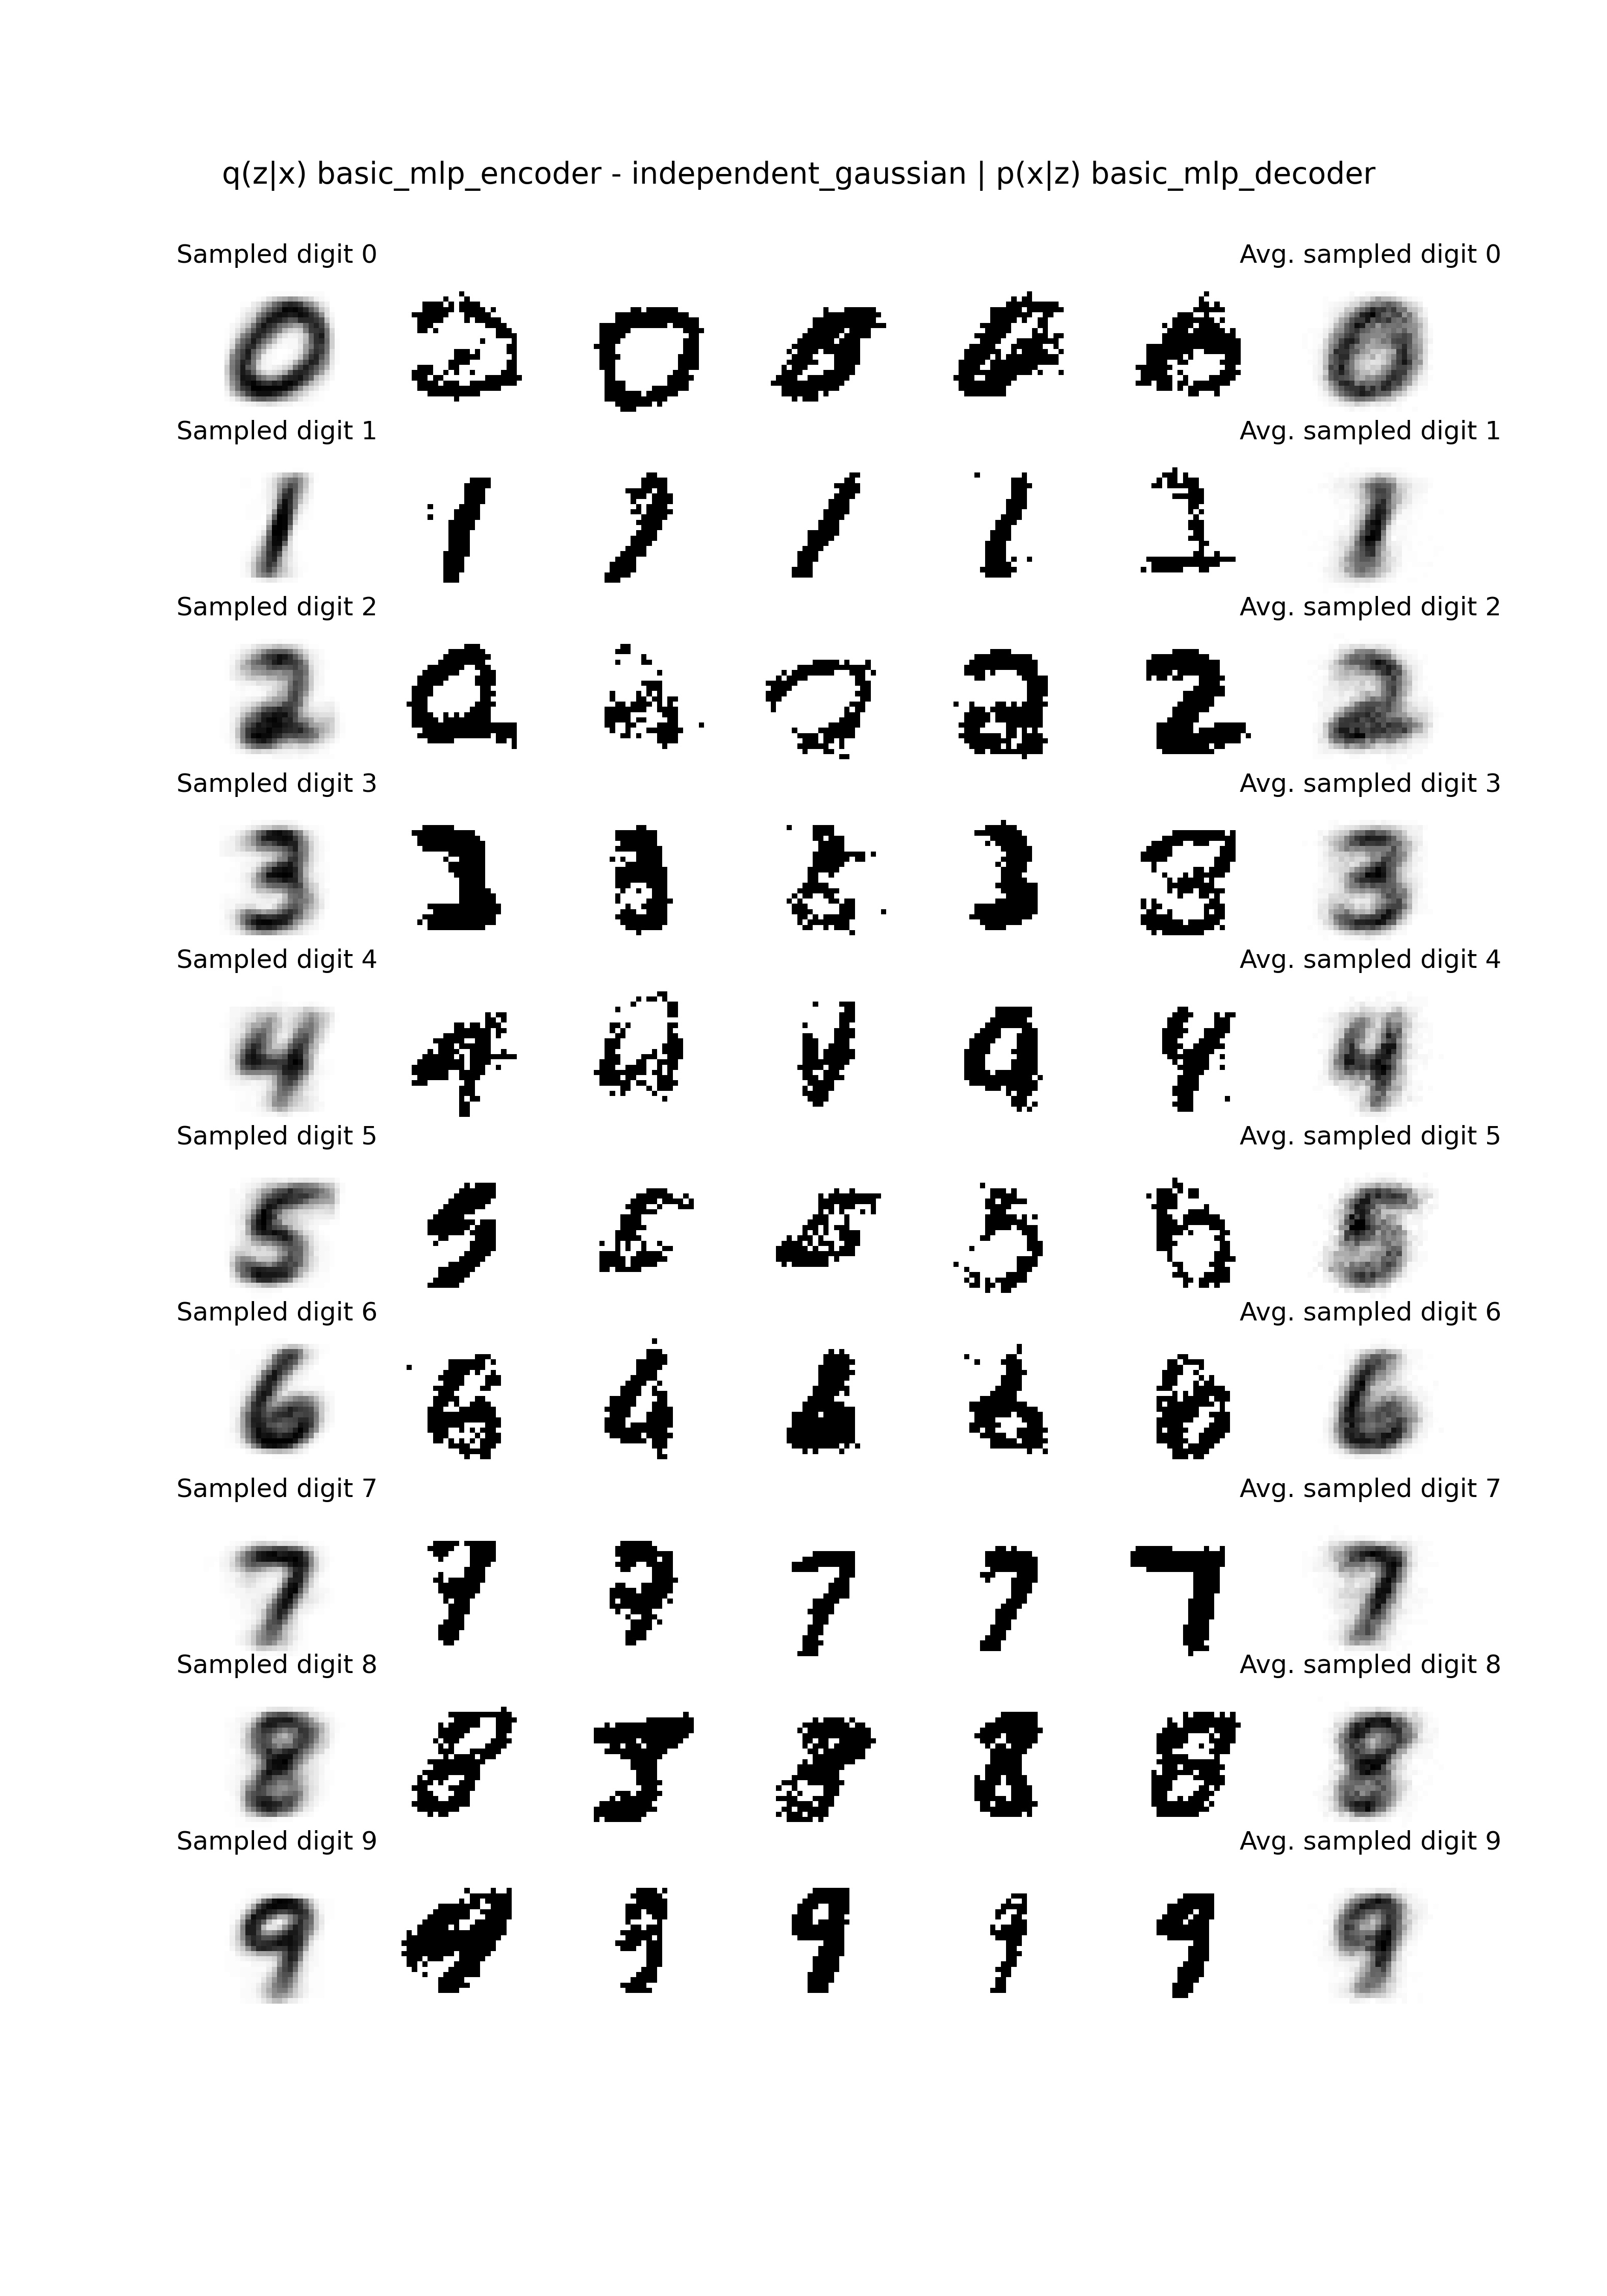 q(z|x) basic_mlp_encoder - independent_gaussian | p(x|z) basic_mlp_decoder
Sampled digit 0 Avg. sampled digit 0
Sampled digit 1 Avg. sampled digit 1
Sampled digit 2 Avg. sampled digit 2
Sampled digit 3 Avg. sampled digit 3
Sampled digit 4 Avg. sampled digit 4
Sampled digit 5 Avg. sampled digit 5
Sampled digit 6 Avg. sampled digit 6
Sampled digit 7 Avg. sampled digit 7
Sampled digit 8 Avg. sampled digit 8
Sampled digit 9 Avg. sampled digit 9